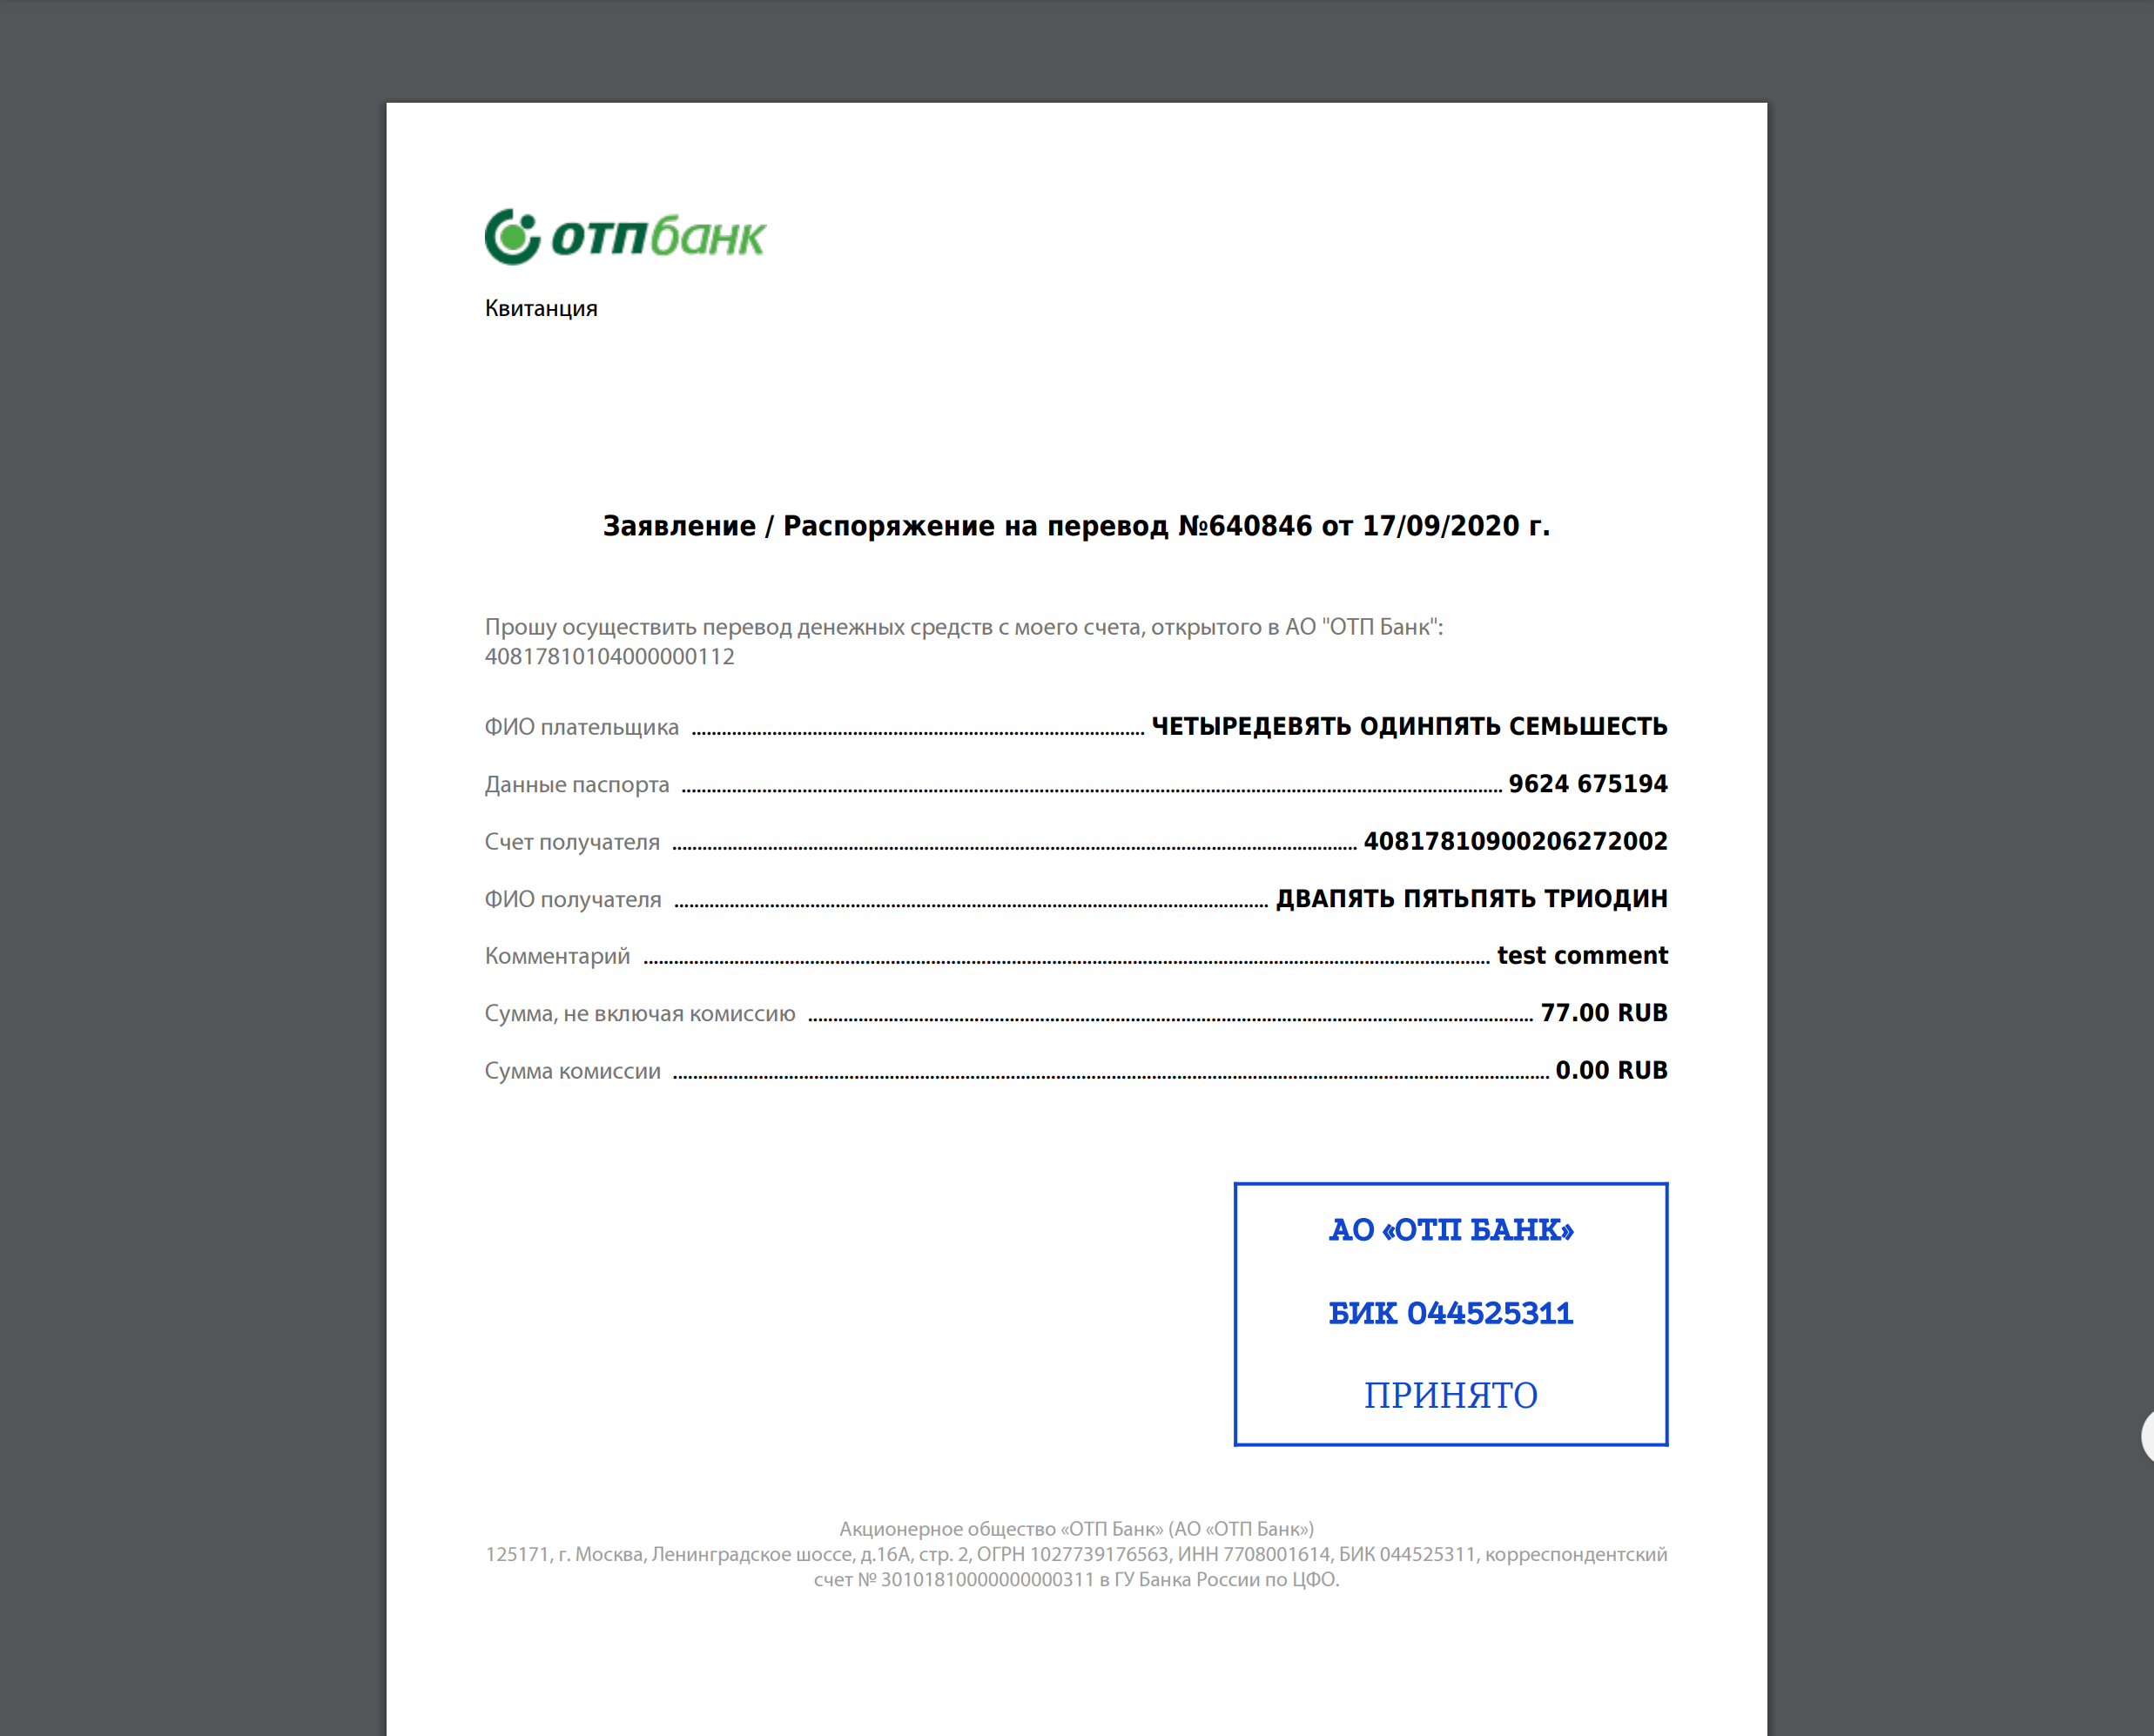 отпбанк
Квитанция
Заявление / Распоряжение на перевод №640846 от 17/09/2020 г.
Прошу осуществить перевод денежных средств с моего счета, открытого в АО "ОТП Банк":
40817810104000000112
ФИО плательщика ЧЕТЫРЕДЕВЯТЬ ОДИНПЯТЬ СЕМЬШЕСТЬ
Данные паспорта 9624 675194
Счет получателя 40817810900206272002
ФИО получателя ДВАПЯТЬ ПЯТЬПЯТЬ ТРИОДИН
Комментарий test comment
Сумма, не включая комиссию 77.00 RUB
Сумма комиссии 0.00 RUB
АО «ОТП БАНК»
БИК 044525311
ПРИНЯТО
Акционерное общество «ОТП Банк» (АО «ОТП Банк»)
125171, г. Москва, Ленинградское шоссе, д.16А, стр. 2, ОГРН 1027739176563, ИНН 7708001614, БИК 044525311, корреспондентский
счет № 30101810000000000311 в ГУ Банка России по ЦФО.